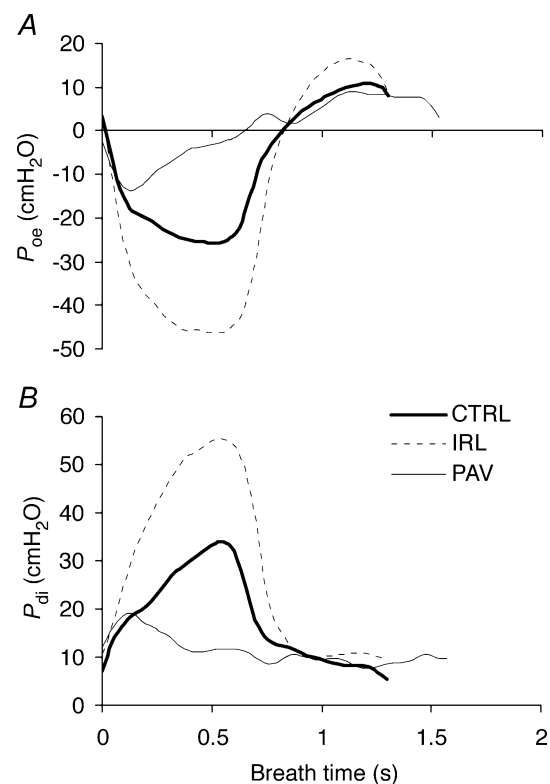 A
20
10
0
-10
-20
-30
-40
-50
P_oe (cmH₂O)
B
60
50
40
30
20
10
0
P_di (cmH₂O)
CTRL
IRL
PAV
0 0.5 1 1.5 2
Breath time (s)